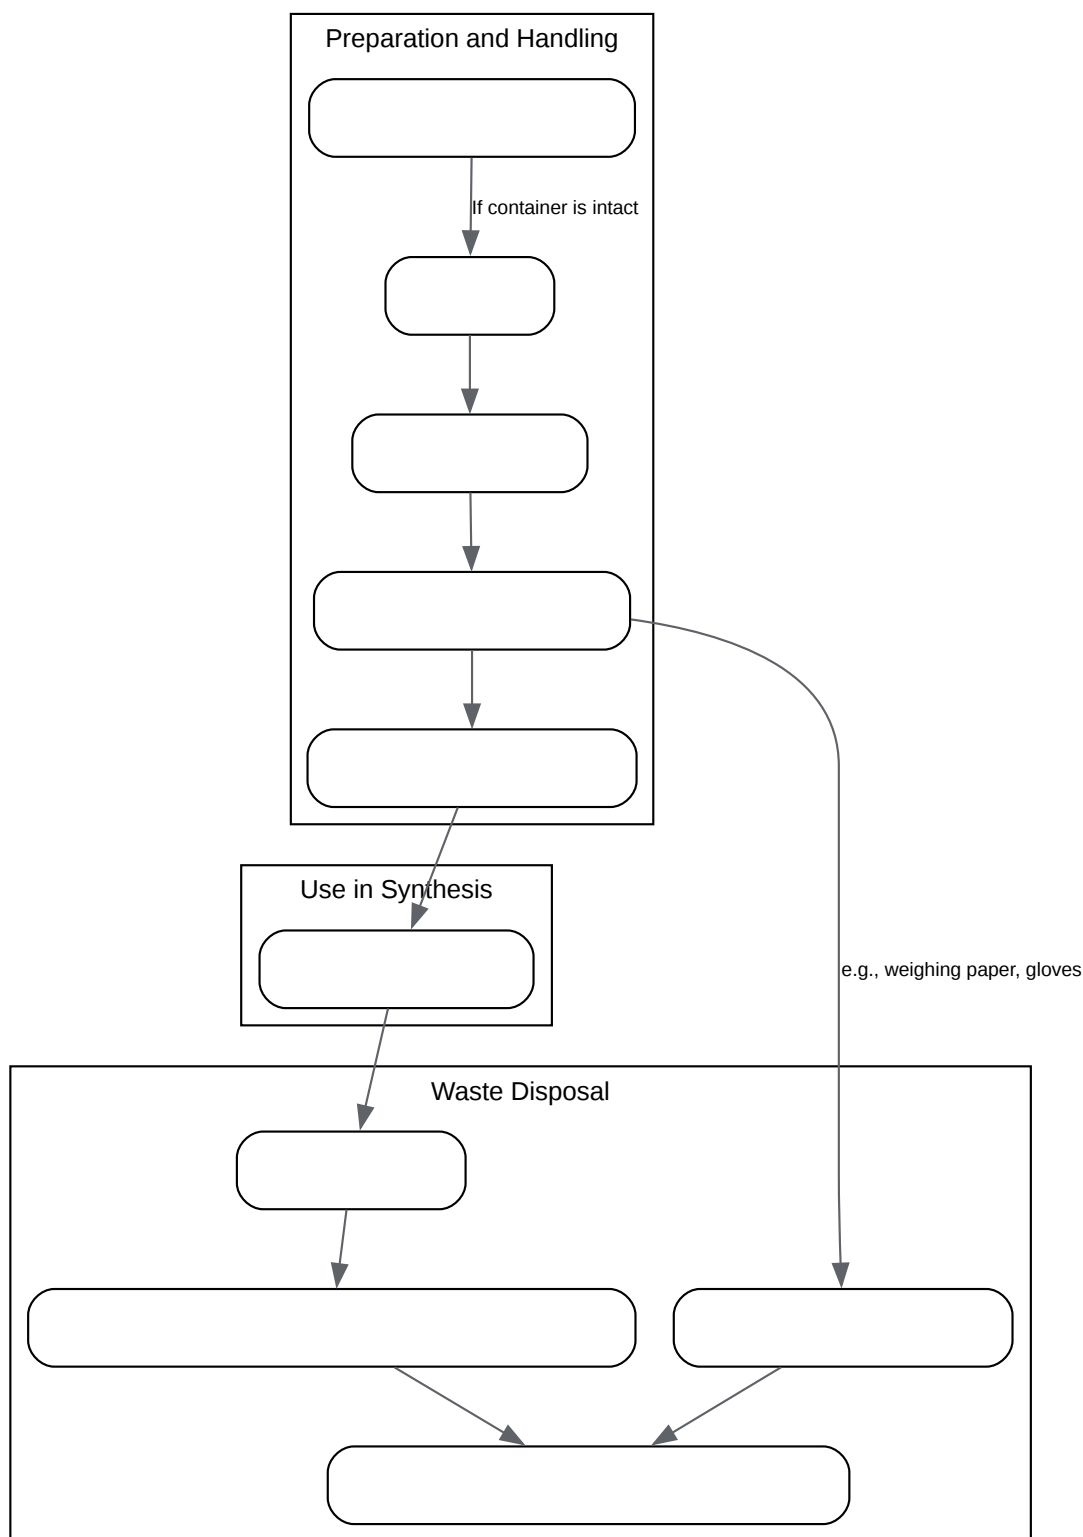 Preparation and Handling
If container is intact
Use in Synthesis
e.g., weighing paper, gloves
Waste Disposal